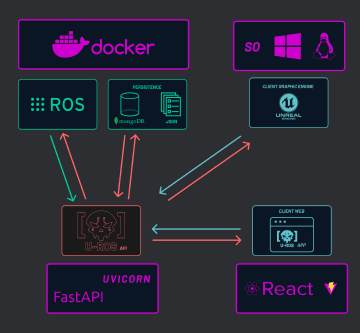 docker
SO
ROS
PERSISTENCE
mongoDB
JSON
CLIENT GRAPHIC ENGINE
UNREAL
ENGINE
U-ROS API
CLIENT WEB
U-ROS APP
UVICORN
FastAPI
React